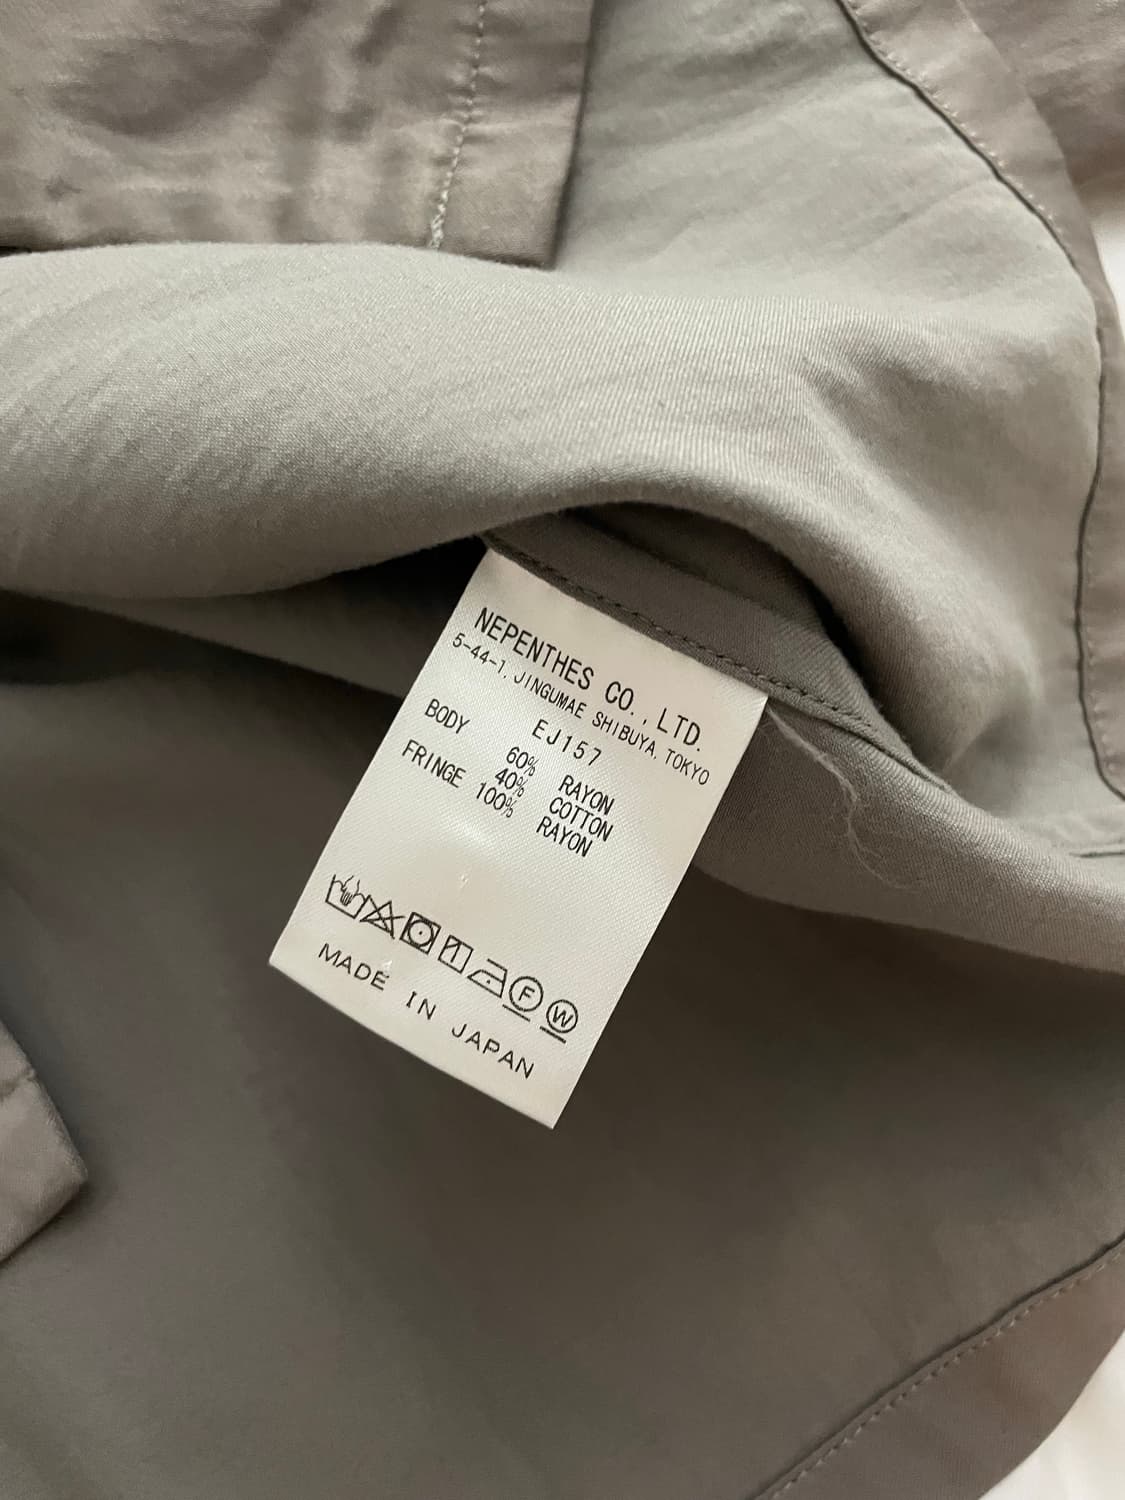 NEPENTHES CO., LTD.
5-44-1, JINGUMAE SHIBUYA, TOKYO
EJ157
BODY 60% RAYON
40% COTTON
FRINGE 100% RAYON
F W
MADE IN JAPAN